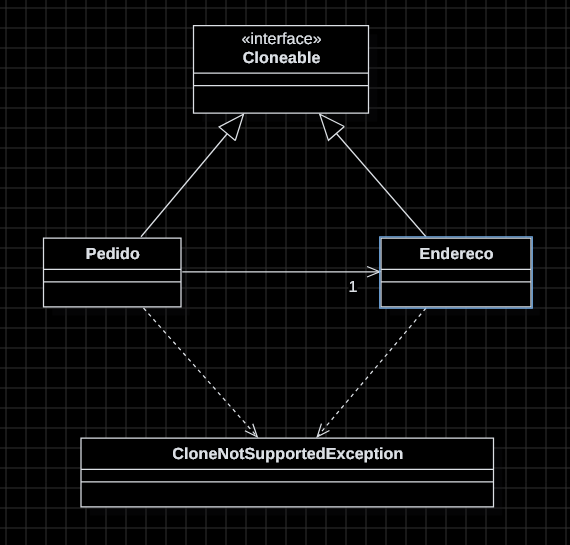 «interface»
Cloneable
Pedido
Endereco
1
CloneNotSupportedException